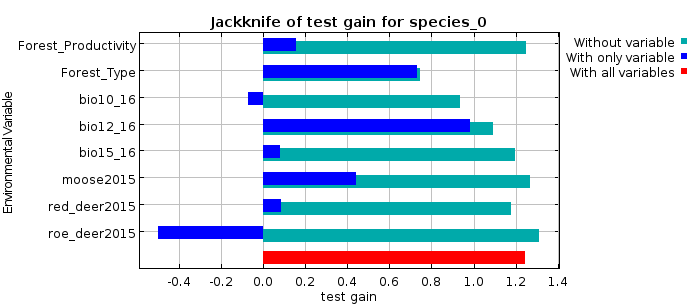 Jackknife of test gain for species_0
Environmental Variable
Forest_Productivity
Forest_Type
bio10_16
bio12_16
bio15_16
moose2015
red_deer2015
roe_deer2015
Without variable
With only variable
With all variables
-0.4 -0.2 0.0 0.2 0.4 0.6 0.8 1.0 1.2 1.4
test gain